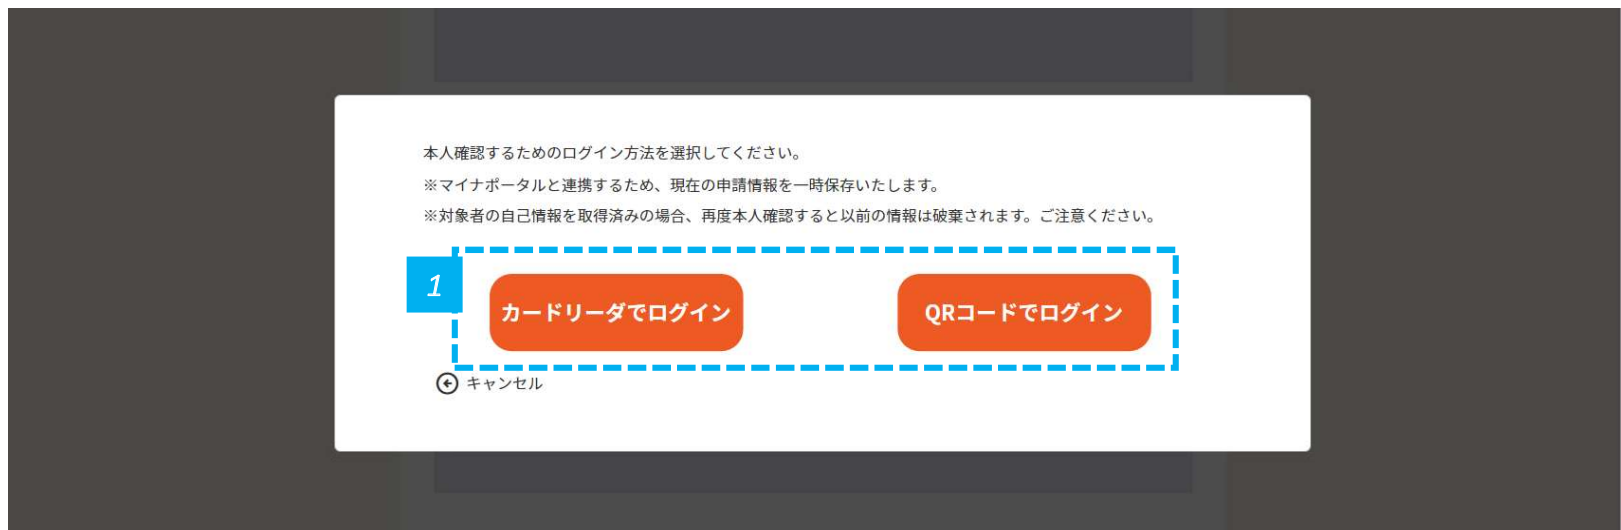 本人確認するためのログイン方法を選択してください。
※マイナポータルと連携するため、現在の申請情報を一時保存いたします。
※対象者の自己情報を取得済みの場合、再度本人確認すると以前の情報は破棄されます。ご注意ください。
1
カードリーダでログイン
QRコードでログイン
キャンセル